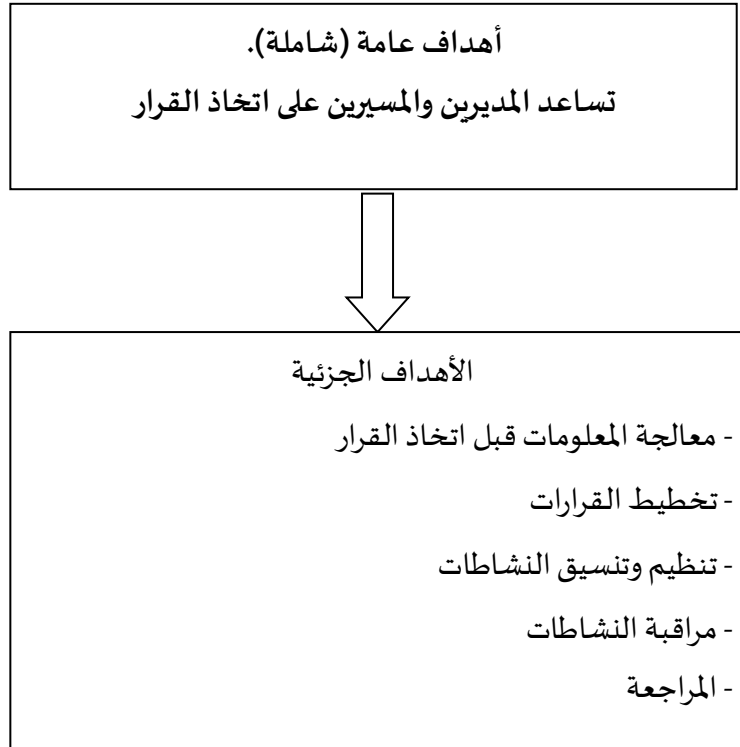 أهداف عامة (شاملة).
تساعد المديرين والمسيرين على اتخاذ القرار
الأهداف الجزئية
- معالجة المعلومات قبل اتخاذ القرار
- تخطيط القرارات
- تنظيم وتنسيق النشاطات
- مراقبة النشاطات
- المراجعة